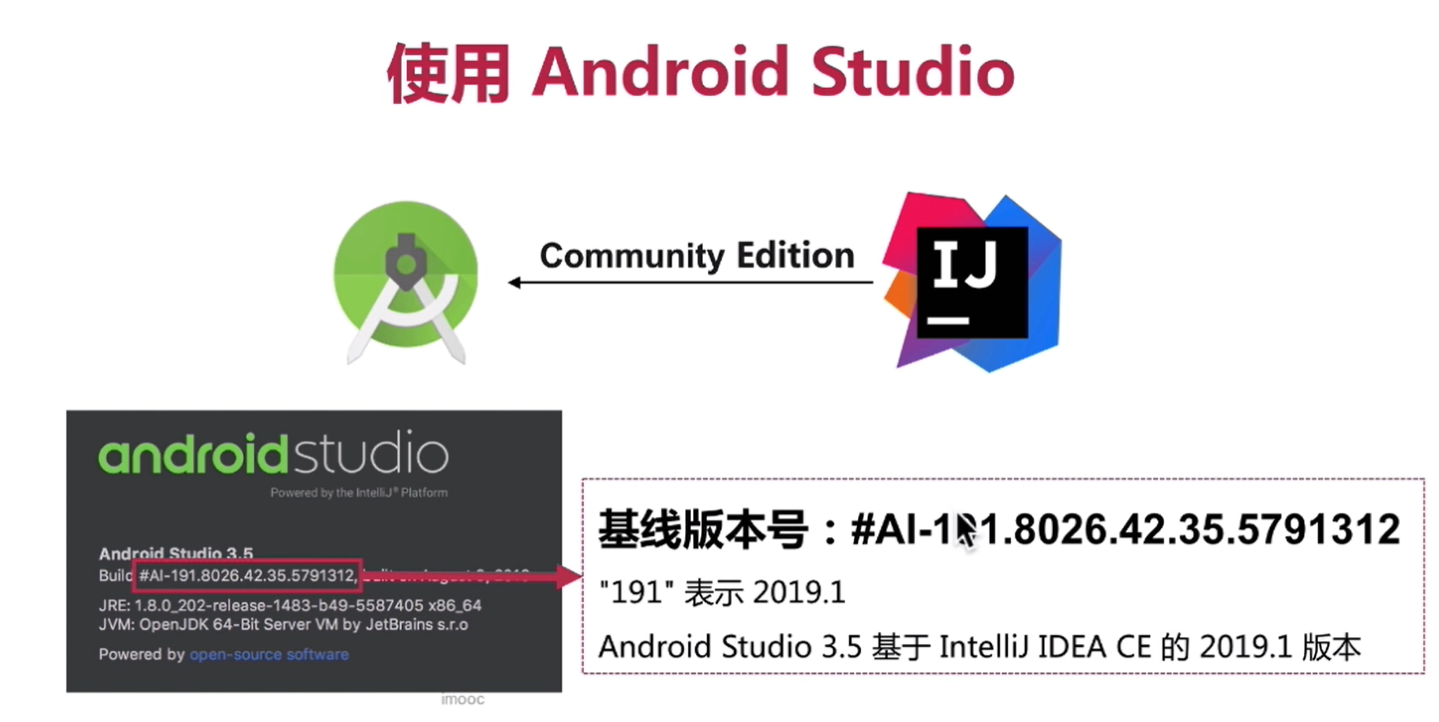 使用 Android Studio
Community Edition
IJ
androidstudio
Powered by the IntelliJ® Platform
Android Studio 3.5
Build #AI-191.8026.42.35.5791312, built on August
JRE: 1.8.0_202-release-1483-b49-5587405 x86_64
JVM: OpenJDK 64-Bit Server VM by JetBrains s.r.o
Powered by open-source software
基线版本号：#AI-191.8026.42.35.5791312
"191" 表示 2019.1
Android Studio 3.5 基于 IntelliJ IDEA CE 的 2019.1 版本
imooc